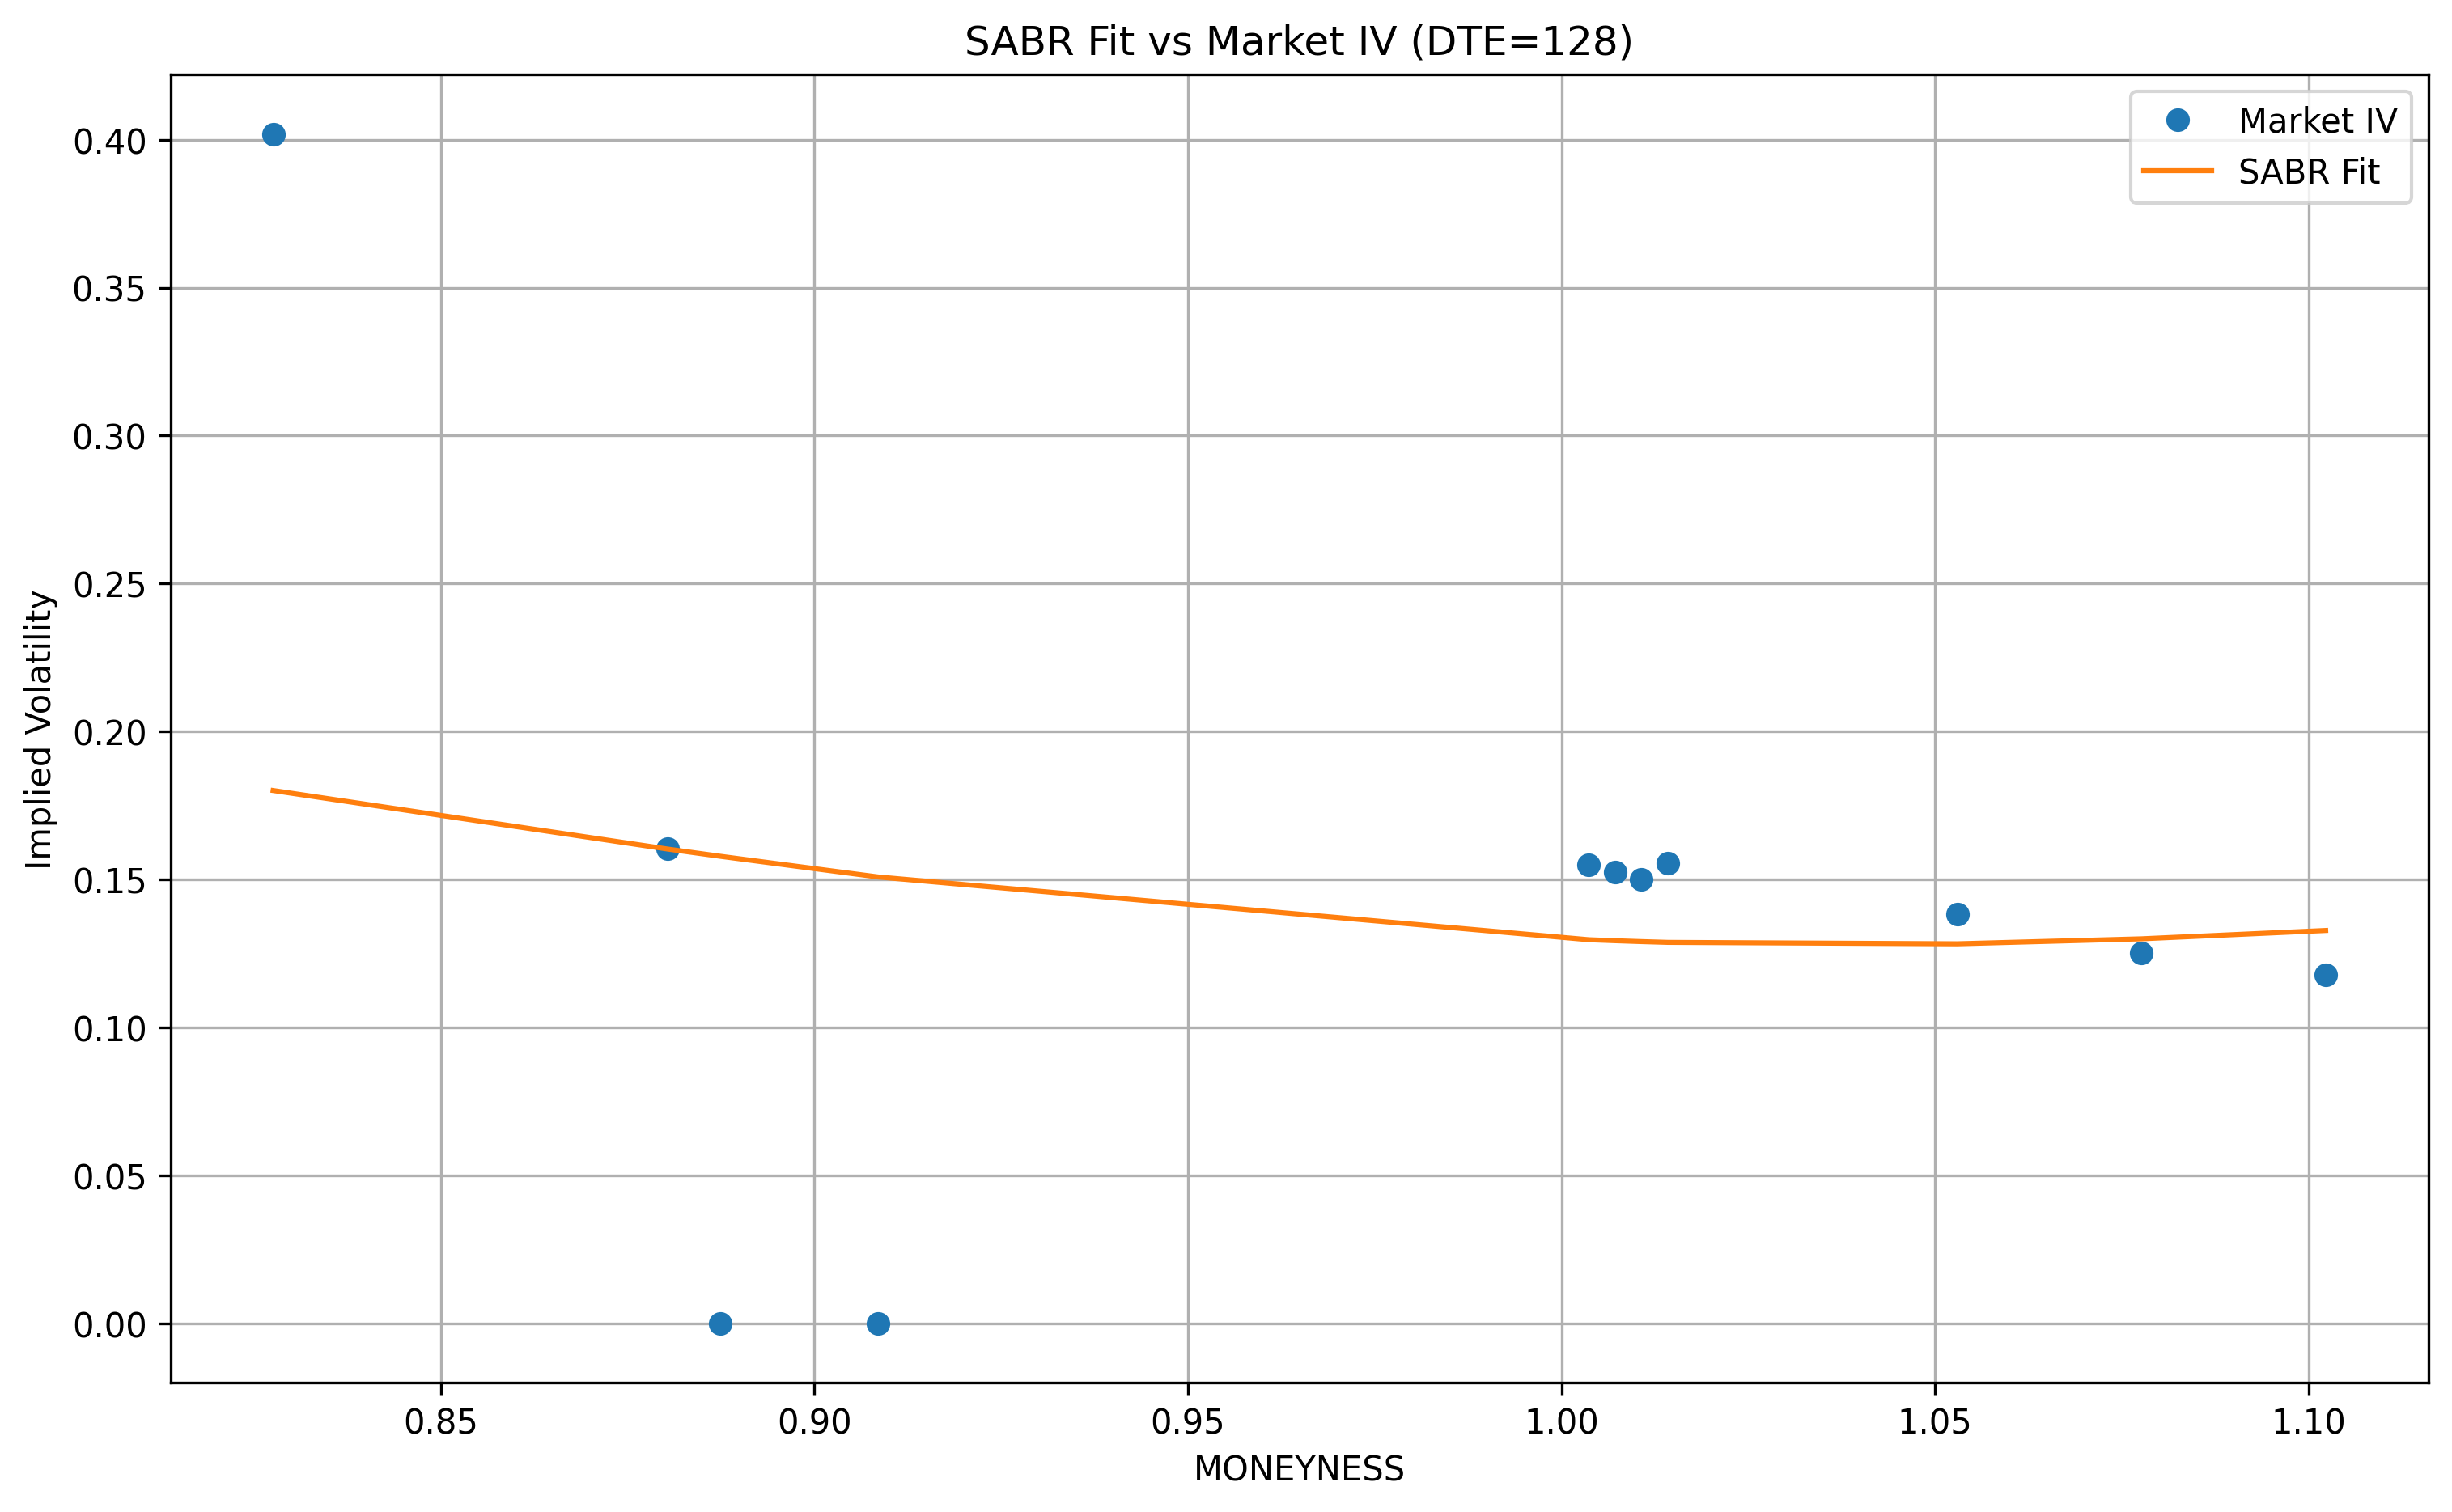 SABR Fit vs Market IV (DTE=128)
Market IV
SABR Fit
Implied Volatility
0.40
0.35
0.30
0.25
0.20
0.15
0.10
0.05
0.00
0.85 0.90 0.95 1.00 1.05 1.10
MONEYNESS